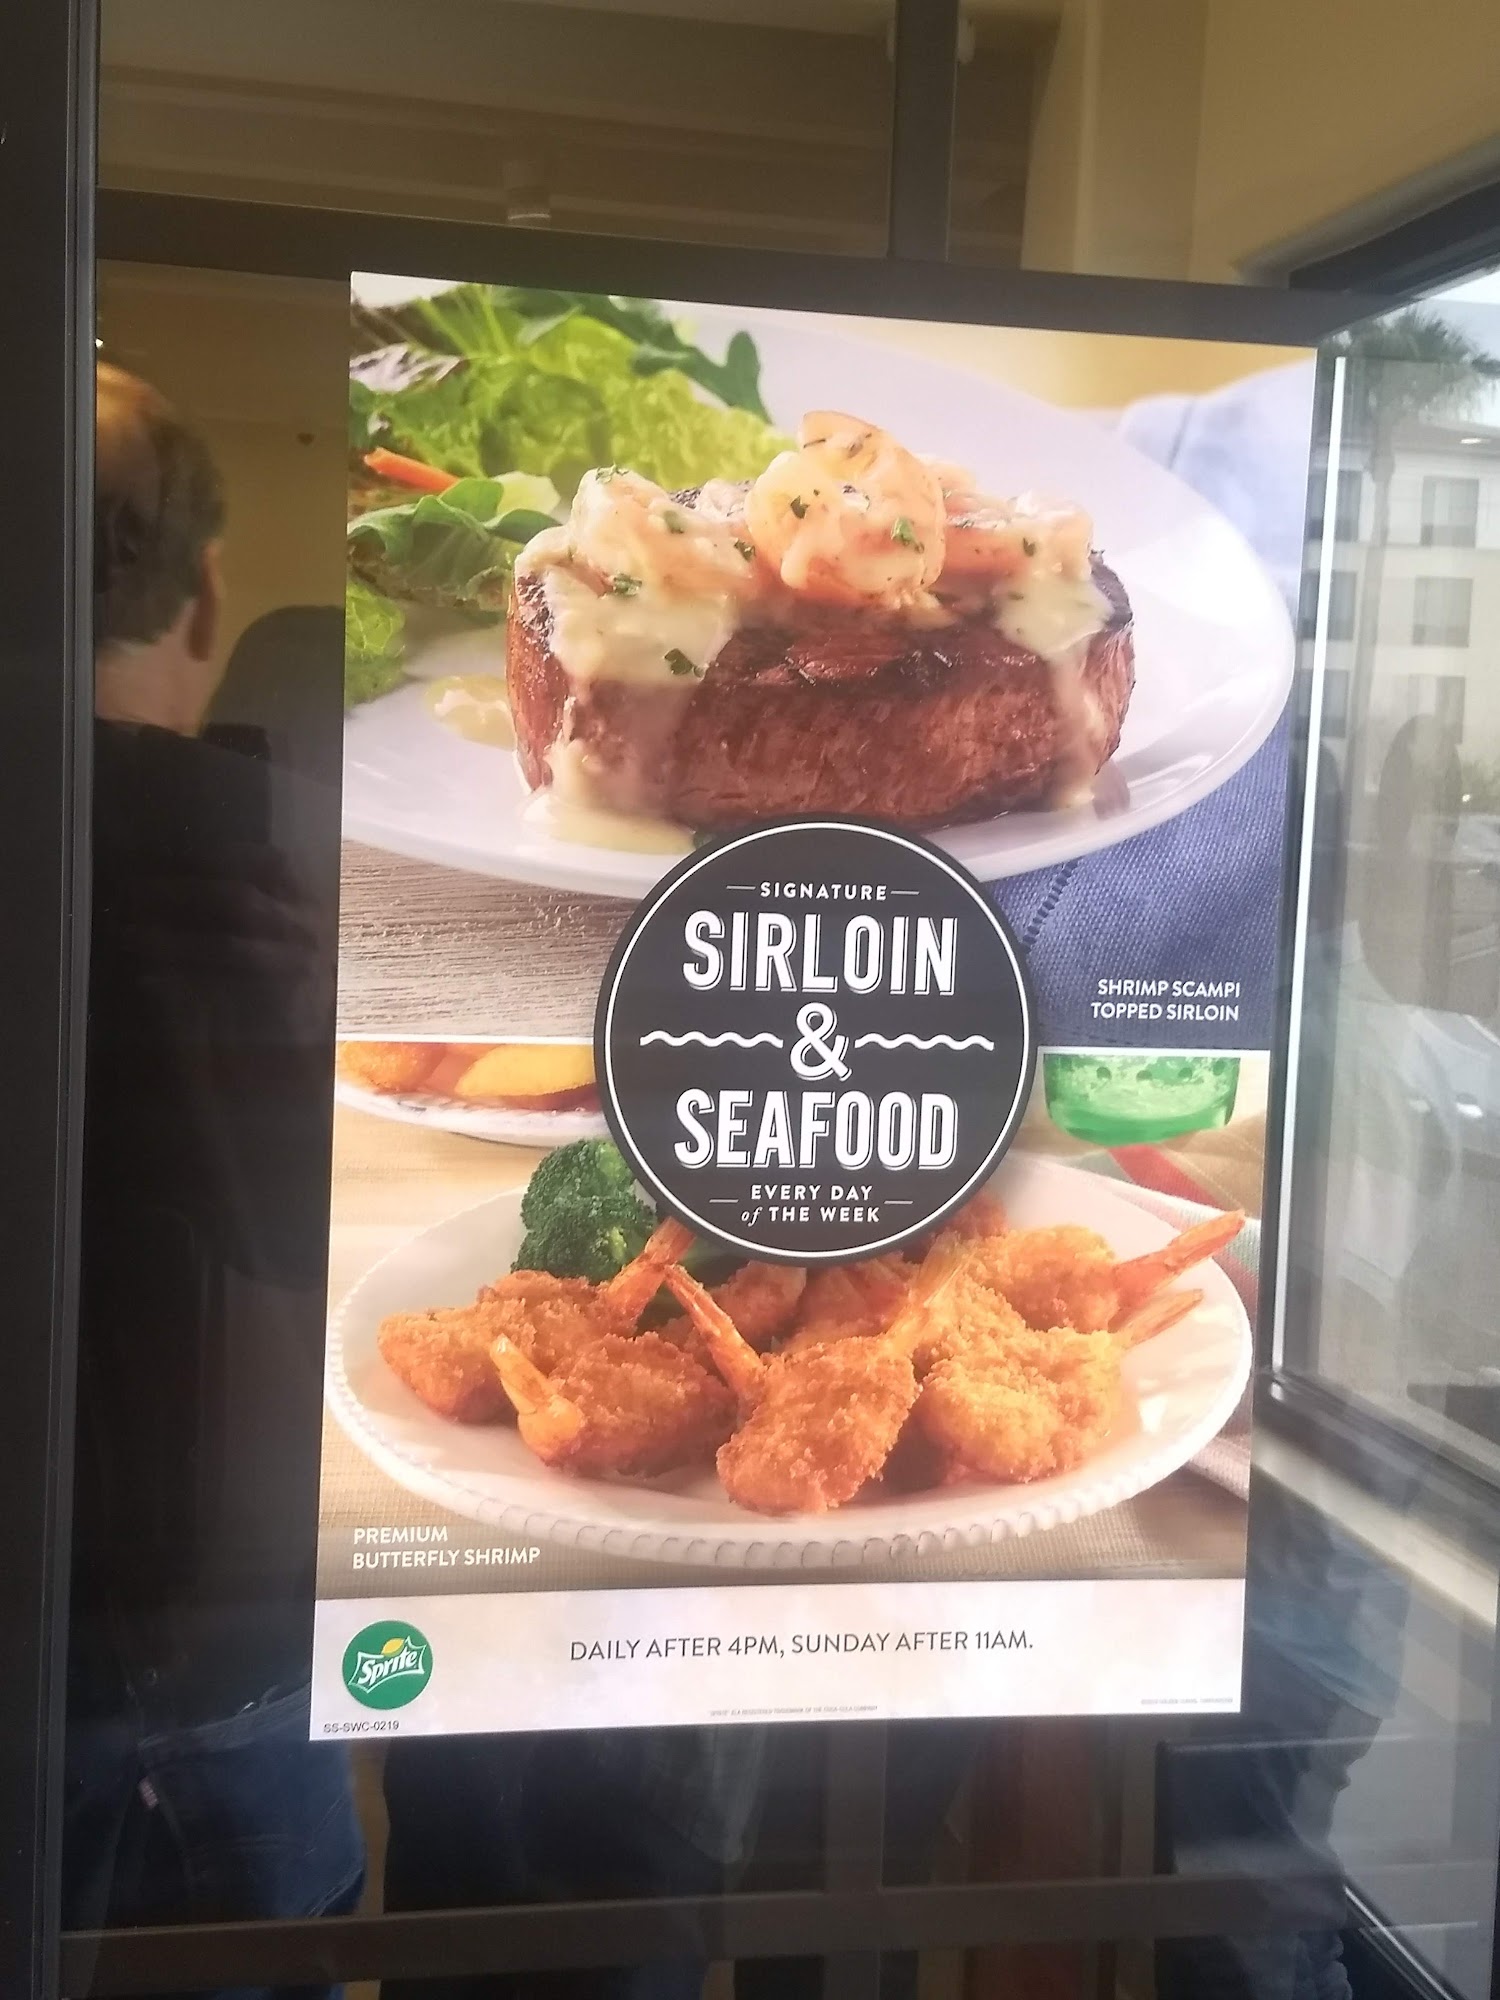 SIGNATURE
SIRLOIN
&
SEAFOOD
EVERY DAY
of THE WEEK
SHRIMP SCAMPI
TOPPED SIRLOIN
PREMIUM
BUTTERFLY SHRIMP
Sprite
DAILY AFTER 4PM, SUNDAY AFTER 11AM.
SS-SWC-0219